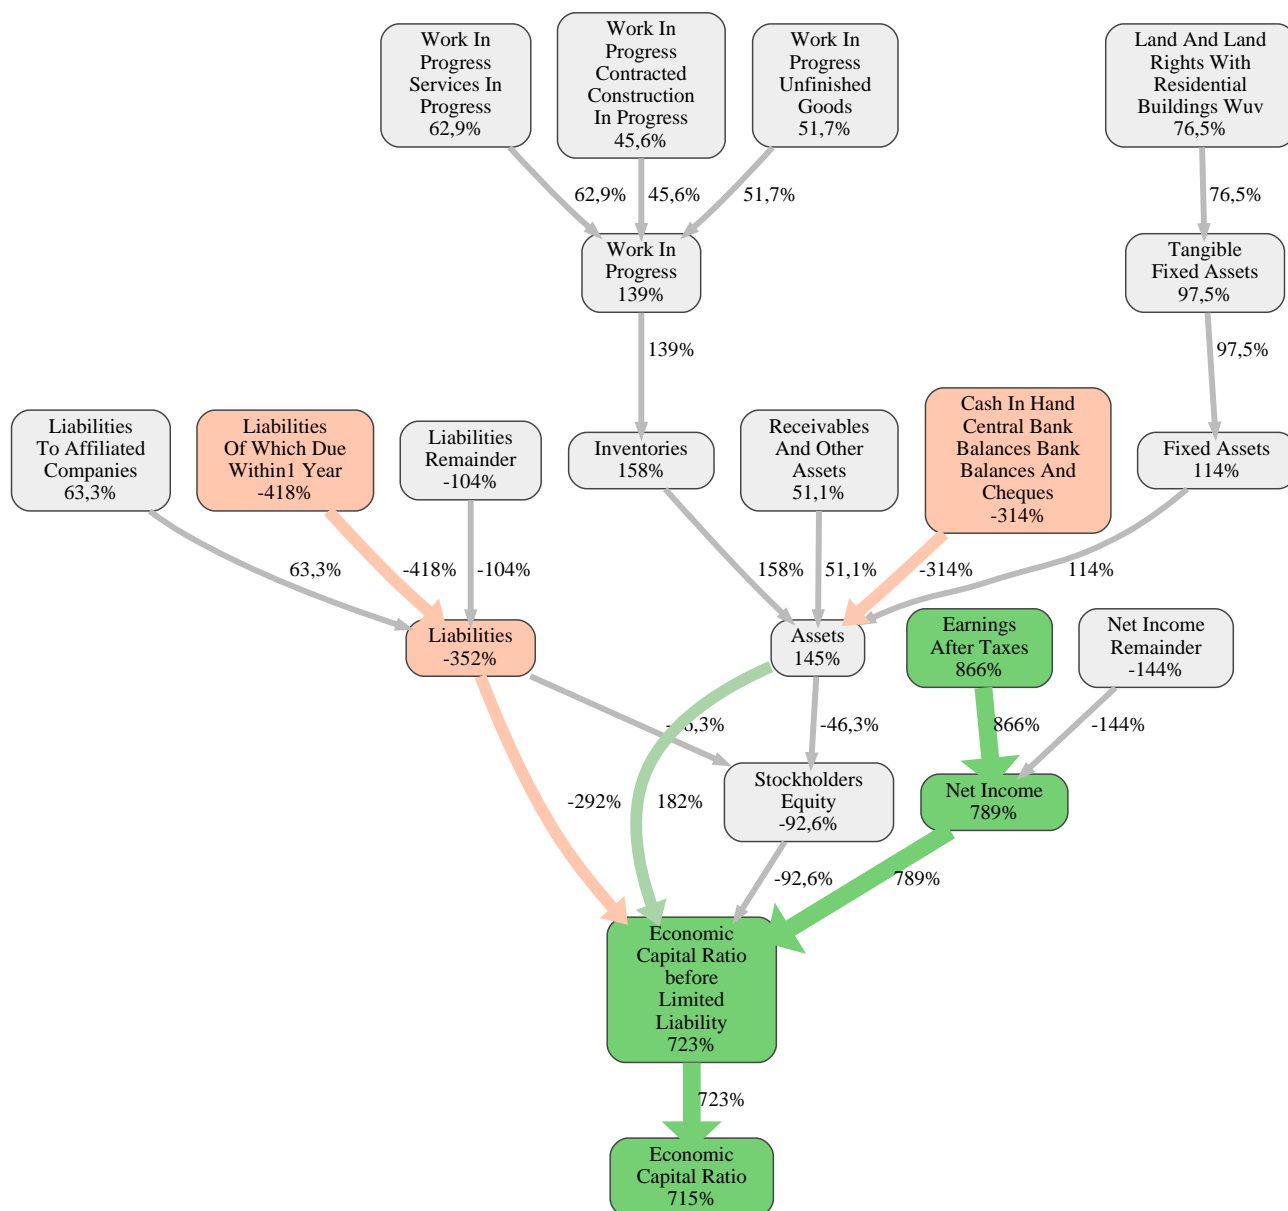 Work In
Progress
Services In
Progress
62,9%
Work In
Progress
Contracted
Construction
In Progress
45,6%
Work In
Progress
Unfinished
Goods
51,7%
Land And Land
Rights With
Residential
Buildings Wuv
76,5%
62,9%
45,6%
51,7%
76,5%
Work In
Progress
139%
Tangible
Fixed Assets
97,5%
139%
97,5%
Liabilities
To Affiliated
Companies
63,3%
Liabilities
Of Which Due
Within1 Year
-418%
Liabilities
Remainder
-104%
Inventories
158%
Receivables
And Other
Assets
51,1%
Cash In Hand
Central Bank
Balances Bank
Balances And
Cheques
-314%
Fixed Assets
114%
63,3%
-418%
-104%
158%
51,1%
-314%
114%
Liabilities
-352%
Assets
145%
Earnings
After Taxes
866%
Net Income
Remainder
-144%
-46,3%
866%
-144%
-292%
182%
Stockholders
Equity
-92,6%
Net Income
789%
-92,6%
789%
Economic
Capital Ratio
before
Limited
Liability
723%
723%
Economic
Capital Ratio
715%